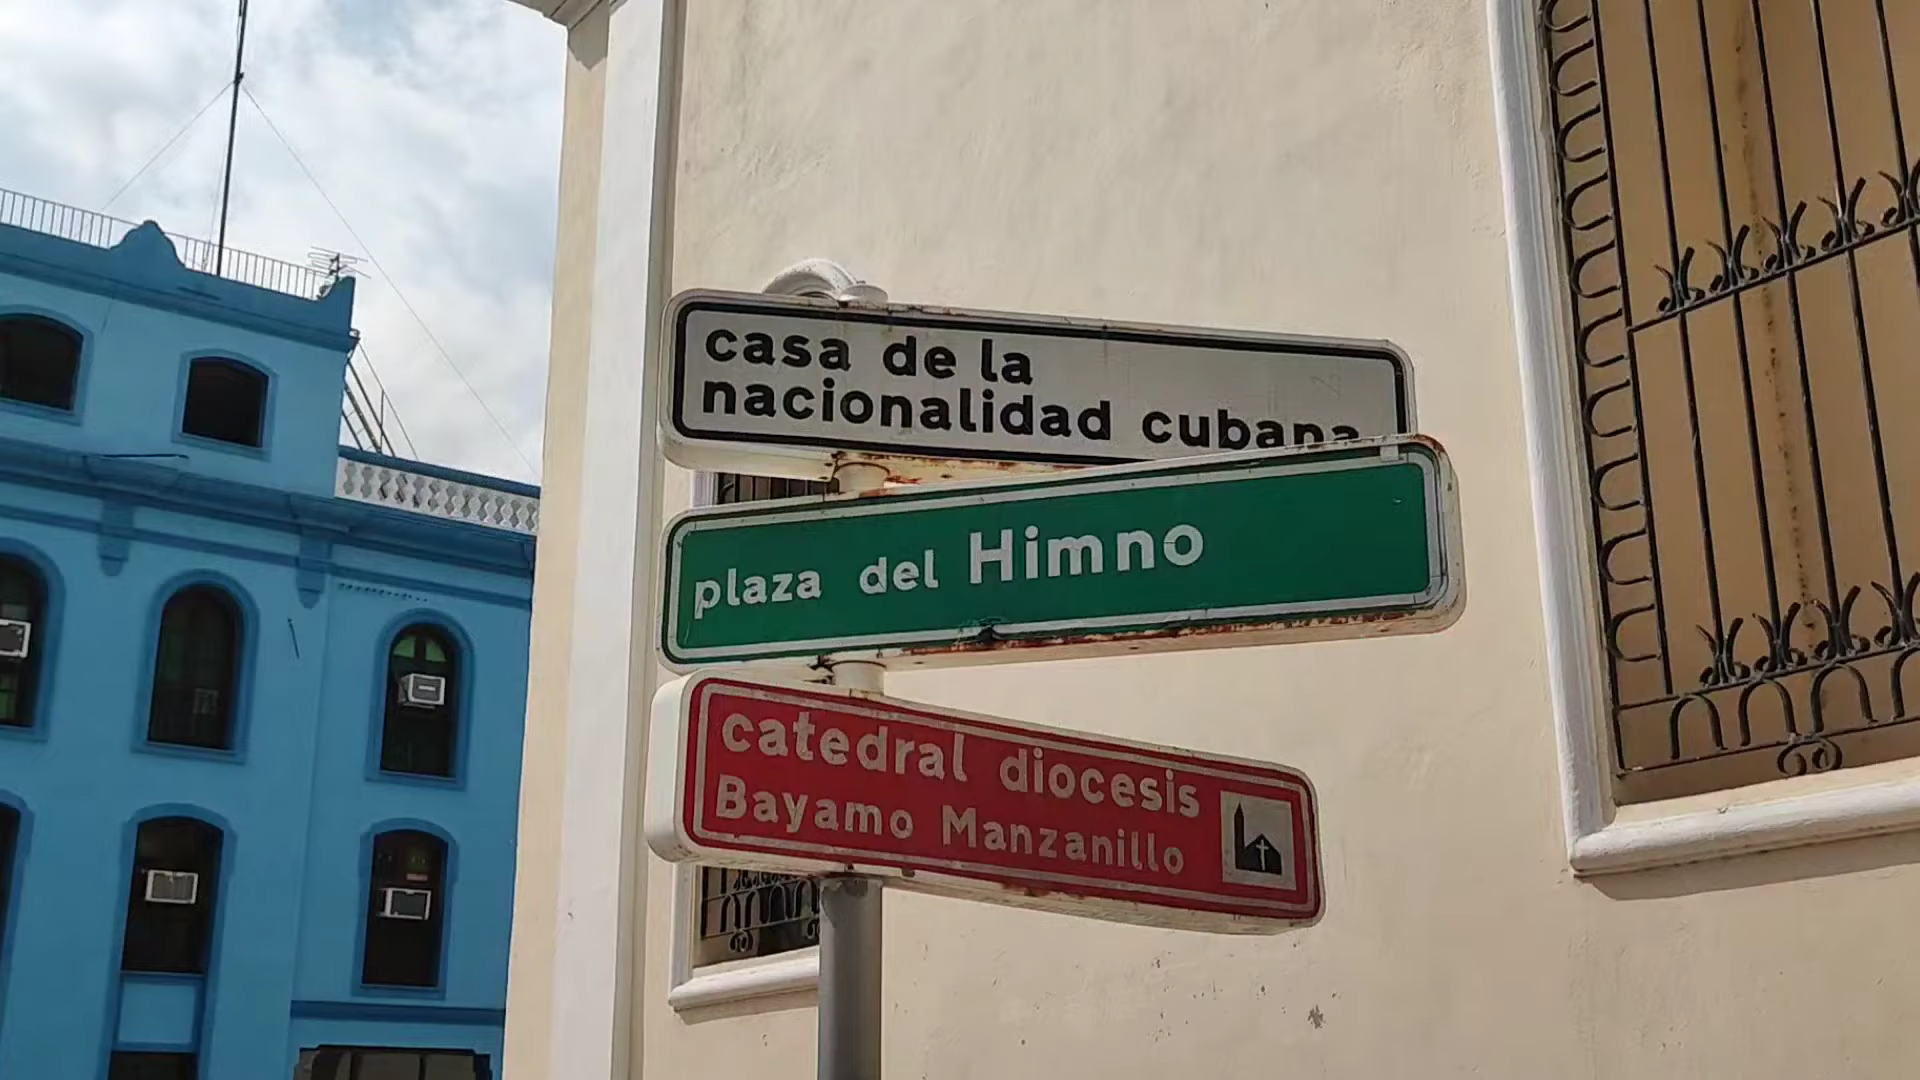 casa de la
nacionalidad cubana
plaza del Himno
catedral diocesis
Bayamo Manzanillo